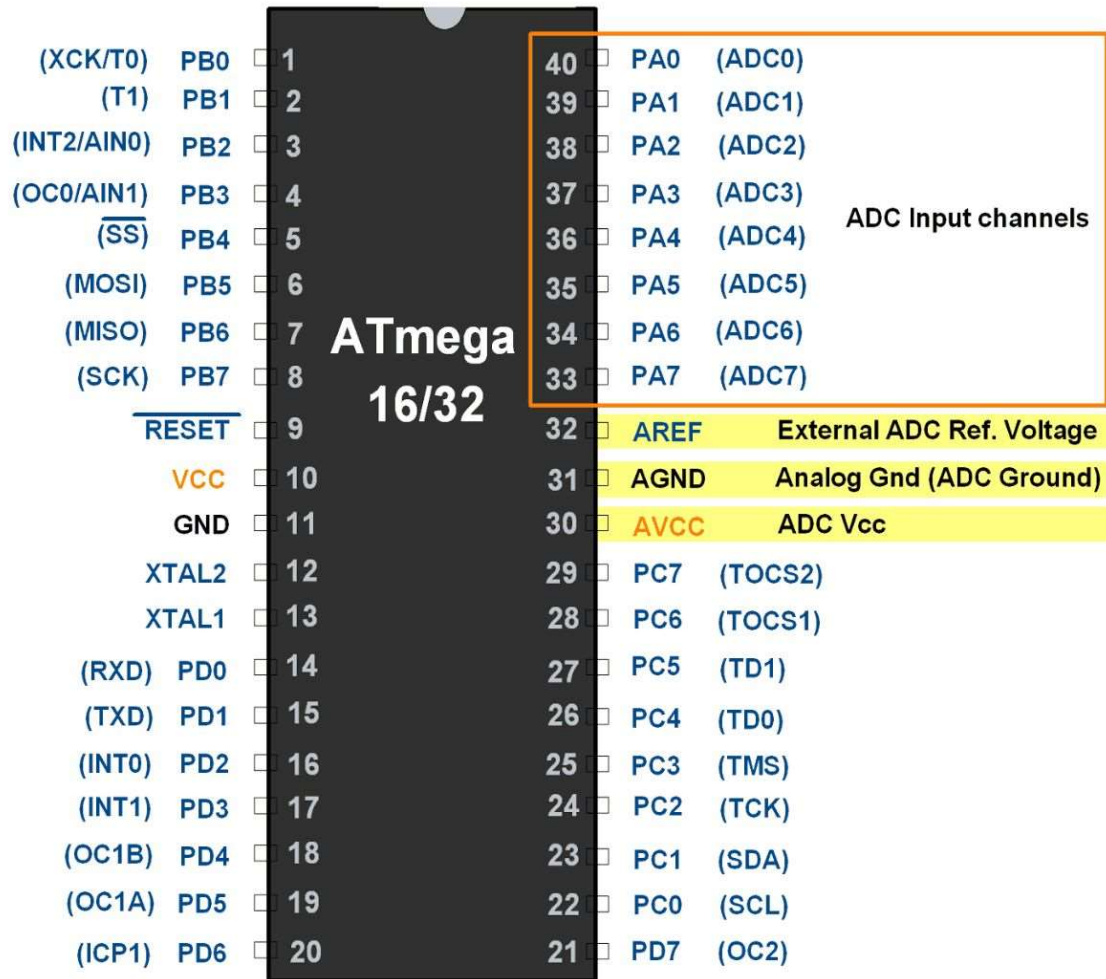 (XCK/T0) PB0 1 40 PA0 (ADC0)
(T1) PB1 2 39 PA1 (ADC1)
(INT2/AIN0) PB2 3 38 PA2 (ADC2)
(OC0/AIN1) PB3 4 37 PA3 (ADC3)
ADC Input channels
(SS) PB4 5 36 PA4 (ADC4)
(MOSI) PB5 6 35 PA5 (ADC5)
(MISO) PB6 7 34 PA6 (ADC6)
ATmega
(SCK) PB7 8 33 PA7 (ADC7)
16/32
RESET 9 32 AREF External ADC Ref. Voltage
VCC 10 31 AGND Analog Gnd (ADC Ground)
GND 11 30 AVCC ADC Vcc
XTAL2 12 29 PC7 (TOCS2)
XTAL1 13 28 PC6 (TOCS1)
(RXD) PD0 14 27 PC5 (TD1)
(TXD) PD1 15 26 PC4 (TD0)
(INT0) PD2 16 25 PC3 (TMS)
(INT1) PD3 17 24 PC2 (TCK)
(OC1B) PD4 18 23 PC1 (SDA)
(OC1A) PD5 19 22 PC0 (SCL)
(ICP1) PD6 20 21 PD7 (OC2)